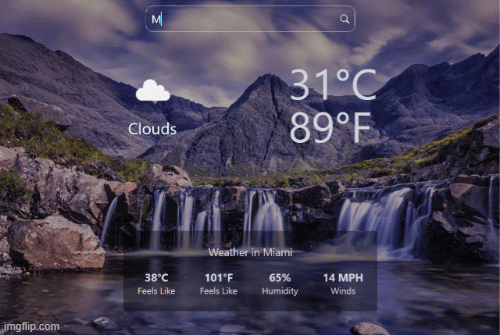 M
31°C
Clouds
89°F
Weather in Miami
38°C 101°F 65% 14 MPH
Feels Like Feels Like Humidity Winds
imgflip.com